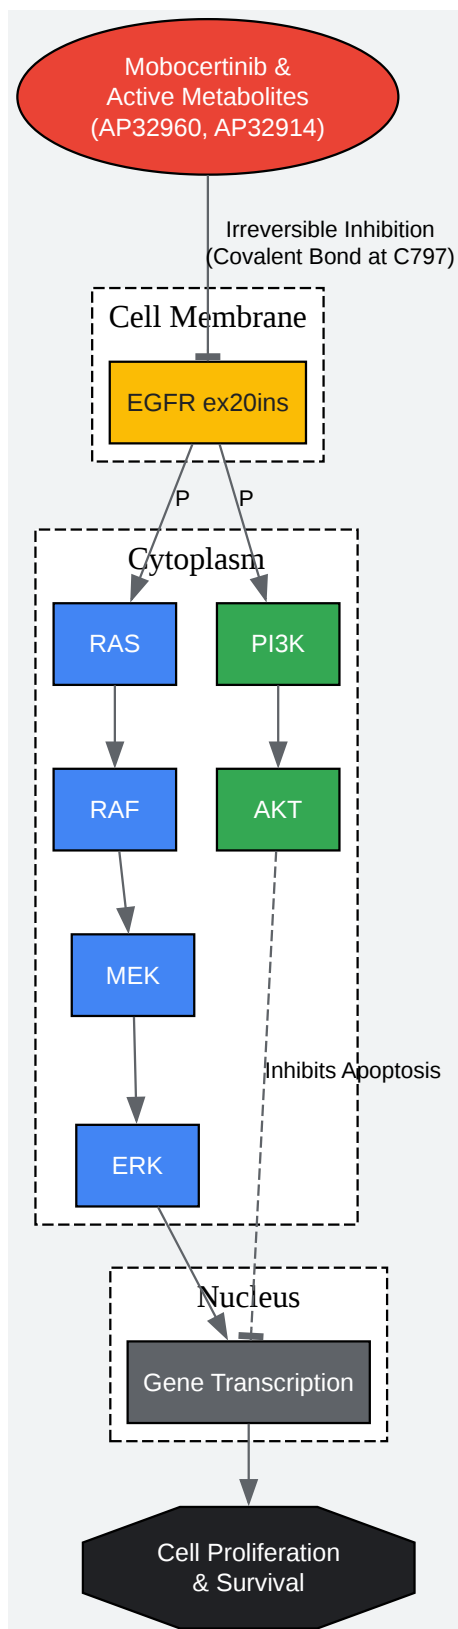 Mobocertinib &
Active Metabolites
(AP32960, AP32914)
Irreversible Inhibition
(Covalent Bond at C797)
Cell Membrane
EGFR ex20ins
P
P
Cytoplasm
RAS
PI3K
RAF
AKT
MEK
Inhibits Apoptosis
ERK
Nucleus
Gene Transcription
Cell Proliferation
& Survival